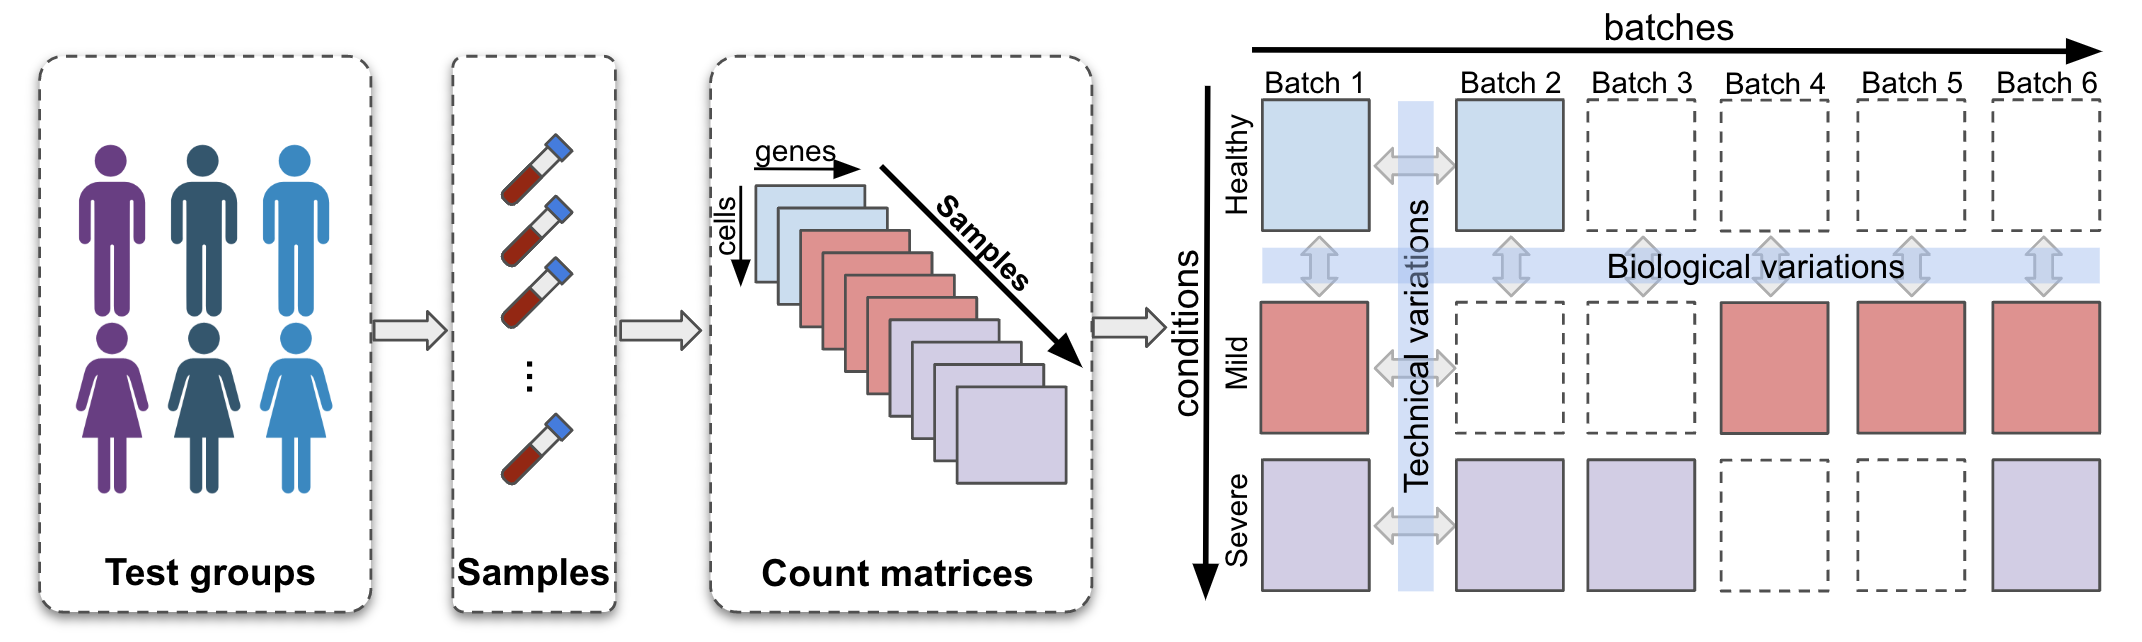 Test groups
Samples
...
genes
cells
Samples
Count matrices
batches
Batch 1 Batch 2 Batch 3 Batch 4 Batch 5 Batch 6
conditions
Healthy
Mild
Severe
Technical variations
Biological variations